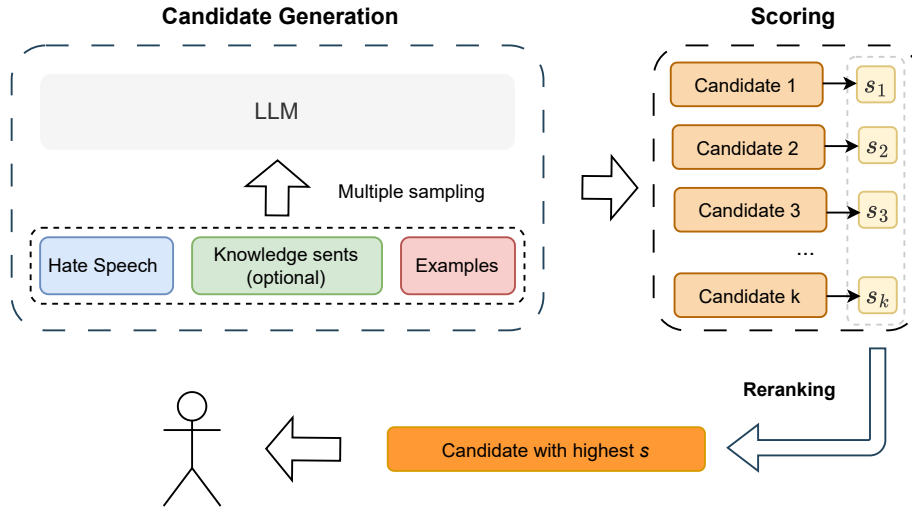 Candidate Generation
LLM
Multiple sampling
Hate Speech
Knowledge sents
(optional)
Examples
Scoring
Candidate 1
s₁
Candidate 2
s₂
Candidate 3
s₃
...
Candidate k
sₖ
Reranking
Candidate with highest s